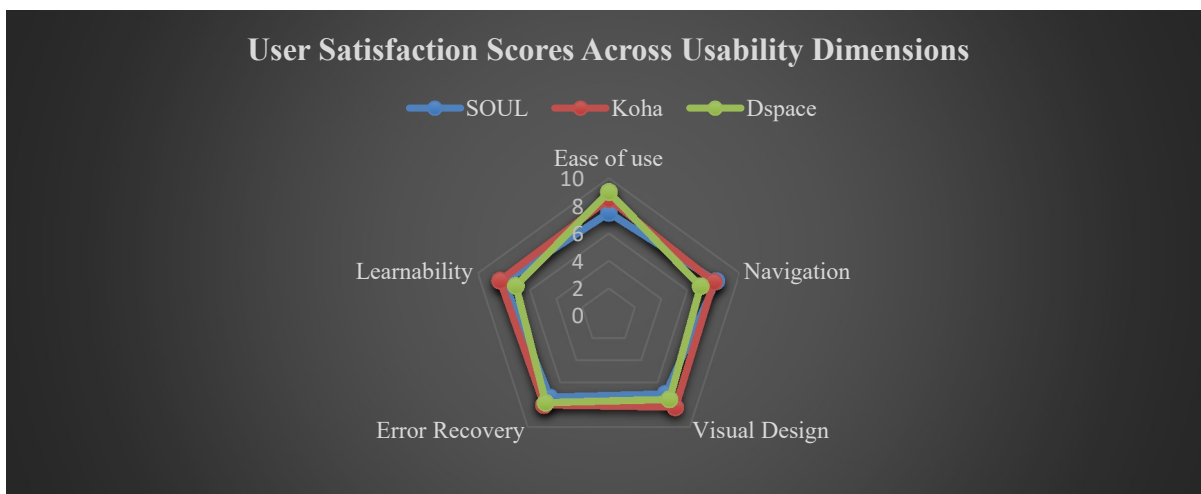 User Satisfaction Scores Across Usability Dimensions
SOUL Koha Dspace
Ease of use
10
8
6
4
2
0
Learnability
Navigation
Error Recovery
Visual Design